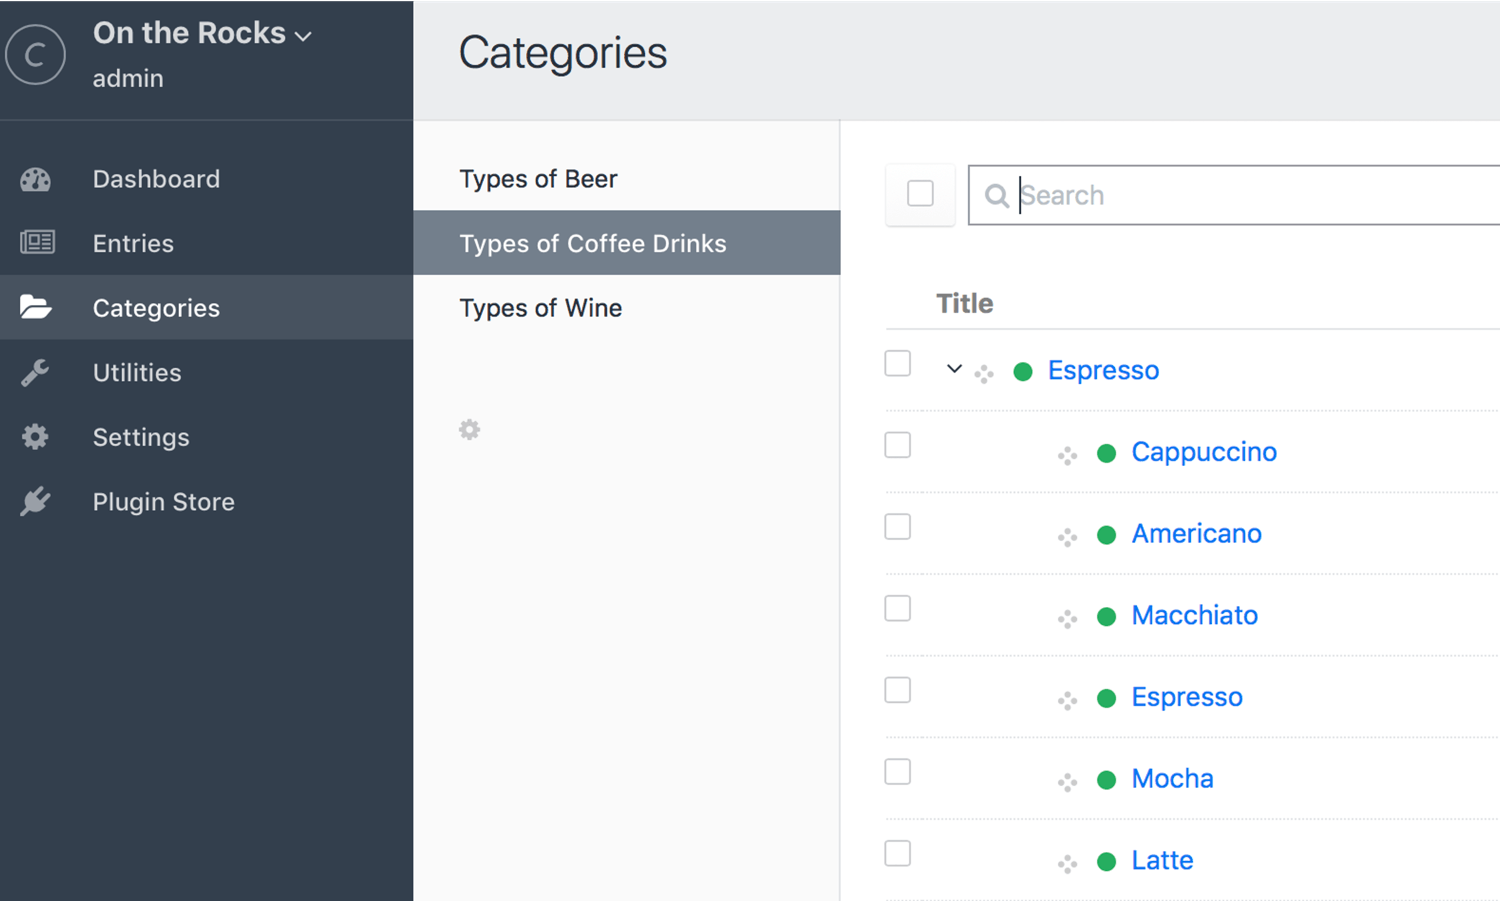 C
On the Rocks
admin
Dashboard
Entries
Categories
Utilities
Settings
Plugin Store
Categories
Types of Beer
Types of Coffee Drinks
Types of Wine
Search
Title
Espresso
Cappuccino
Americano
Macchiato
Espresso
Mocha
Latte